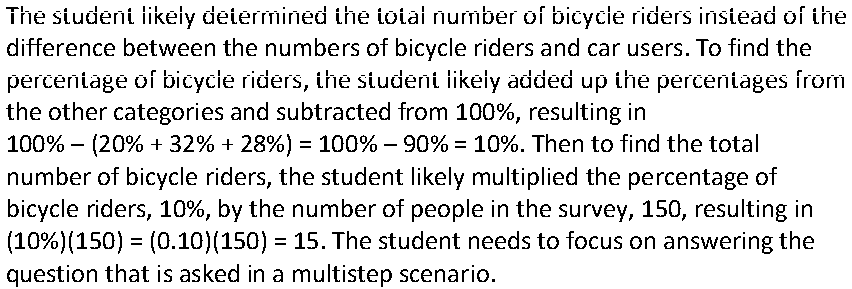 The student likely determined the total number of bicycle riders instead of the
difference between the numbers of bicycle riders and car users. To find the
percentage of bicycle riders, the student likely added up the percentages from
the other categories and subtracted from 100%, resulting in
100% – (20% + 32% + 28%) = 100% – 90% = 10%. Then to find the total
number of bicycle riders, the student likely multiplied the percentage of
bicycle riders, 10%, by the number of people in the survey, 150, resulting in
(10%)(150) = (0.10)(150) = 15. The student needs to focus on answering the
question that is asked in a multistep scenario.